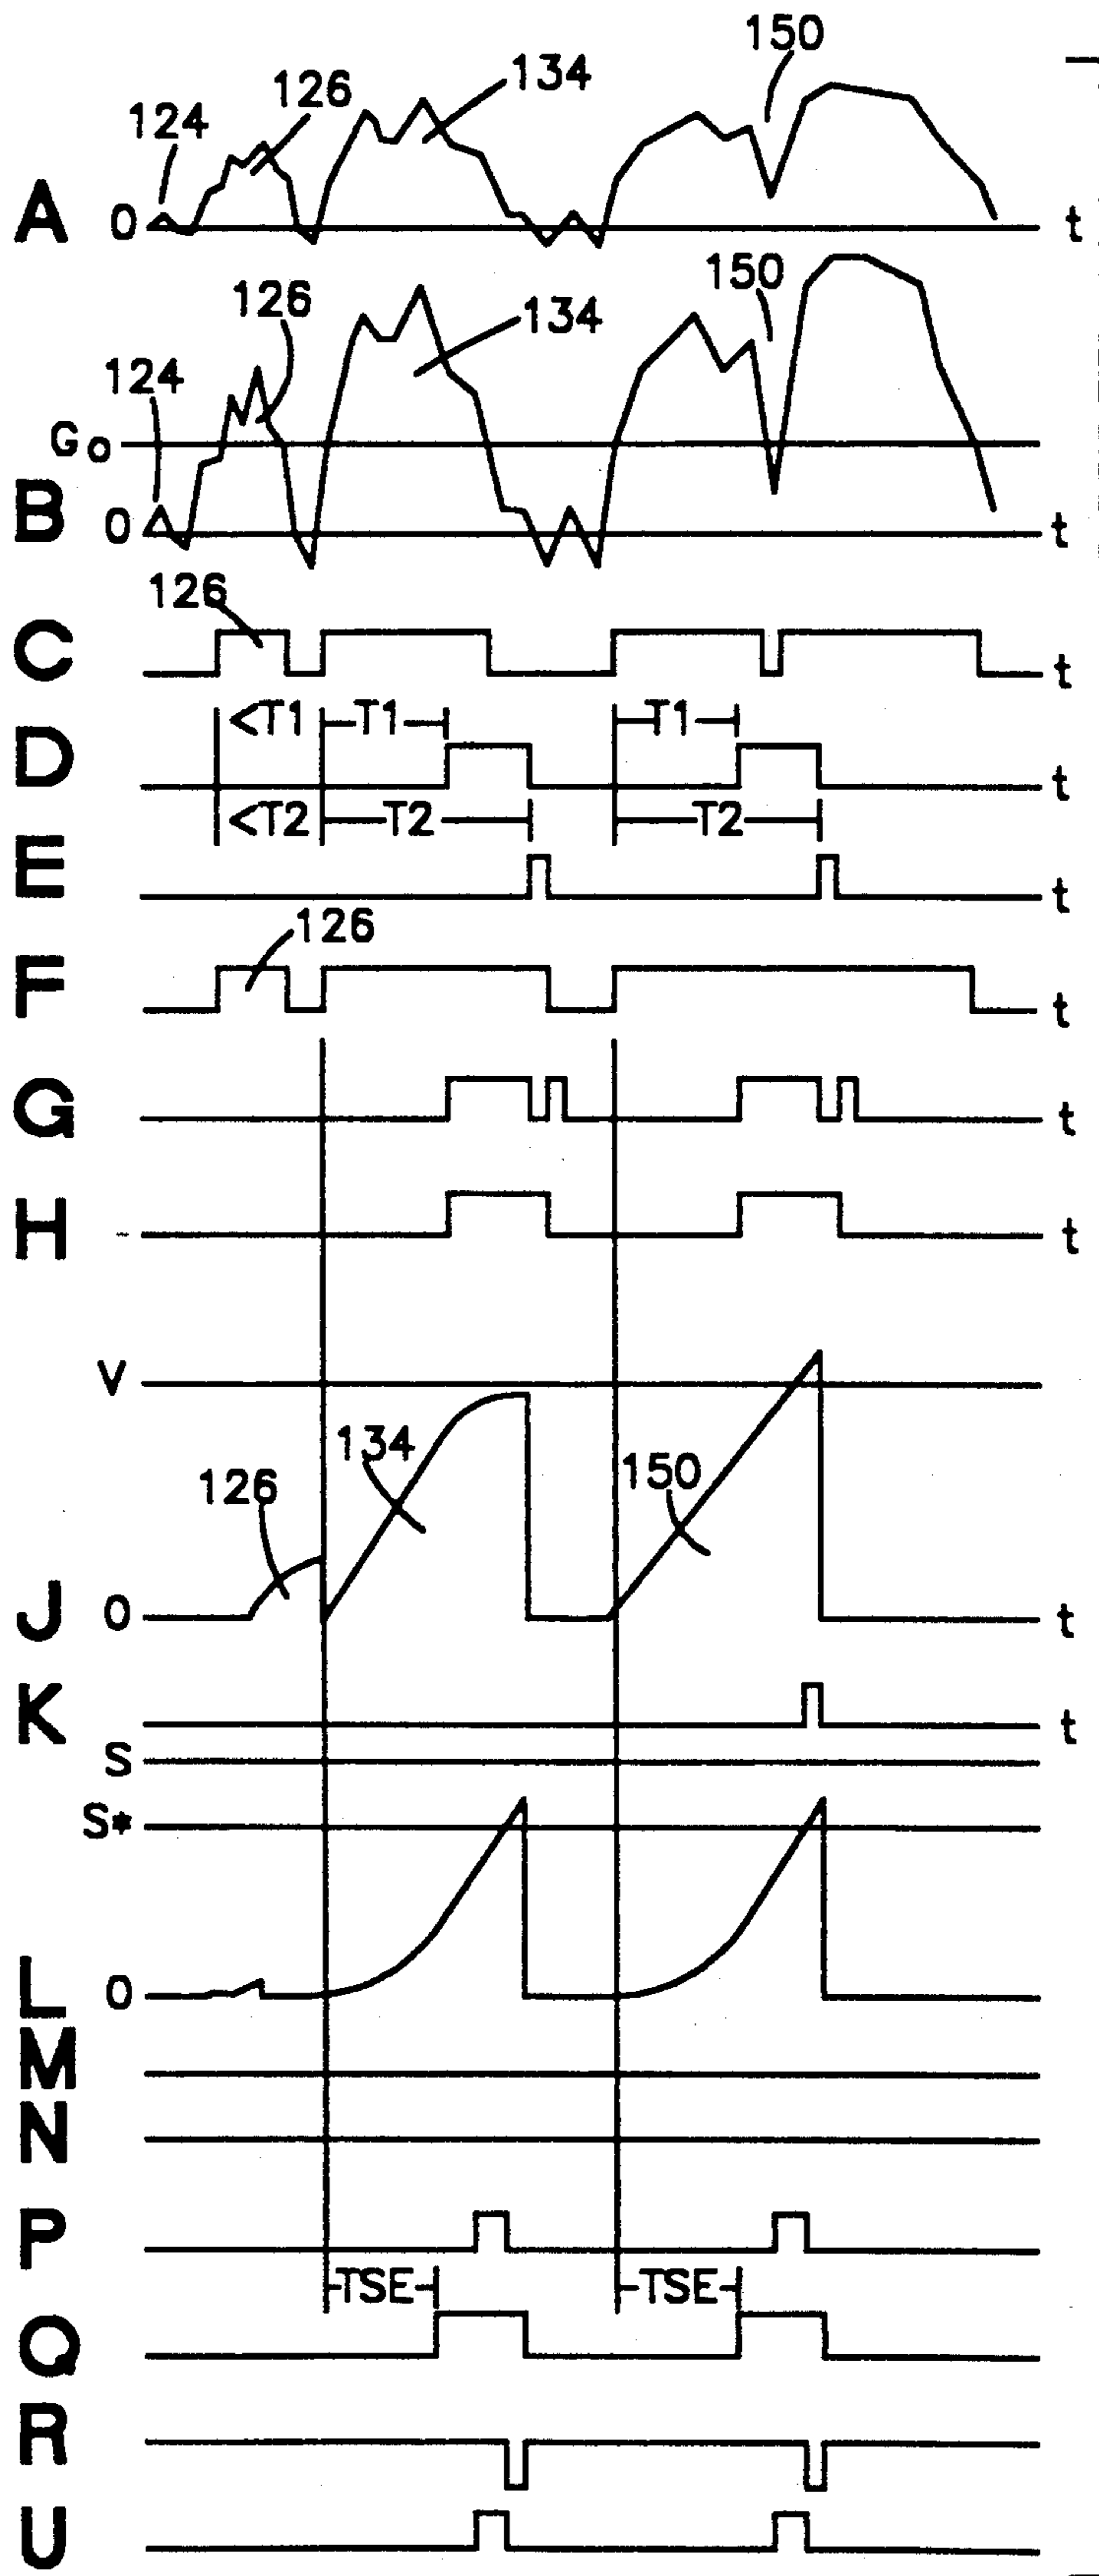 150
134
126
124
A 0 t
150
126
134
124
Go
B 0 t
126
C t
<T1 T1 T1
D t
<T2 T2 T2
E t
126
F t
G t
H t
V
134
150
126
J 0 t
K t
S
S*
L 0
M
N
P
TSE TSE
Q
R
U